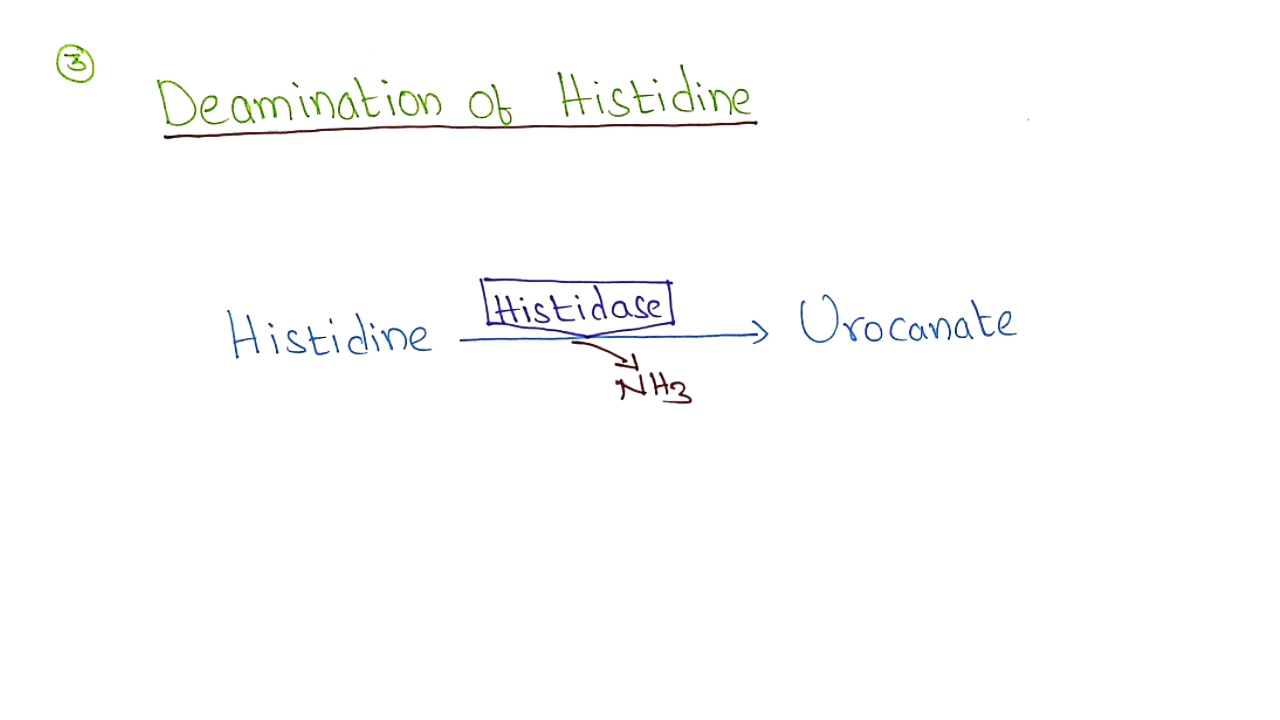 3
Deamination of Histidine
Histidase
Histidine
Urocanate
NH3